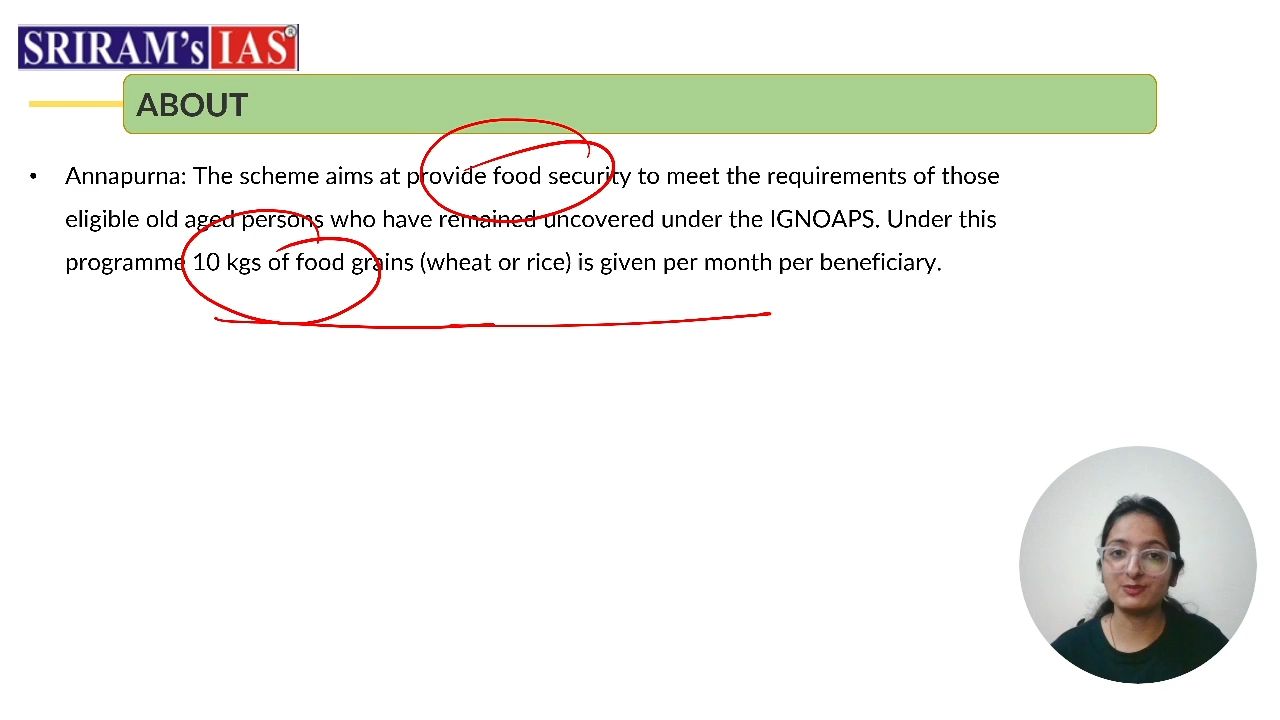 SRIRAM's IAS®
ABOUT
• Annapurna: The scheme aims at provide food security to meet the requirements of those
eligible old aged persons who have remained uncovered under the IGNOAPS. Under this
programme 10 kgs of food grains (wheat or rice) is given per month per beneficiary.